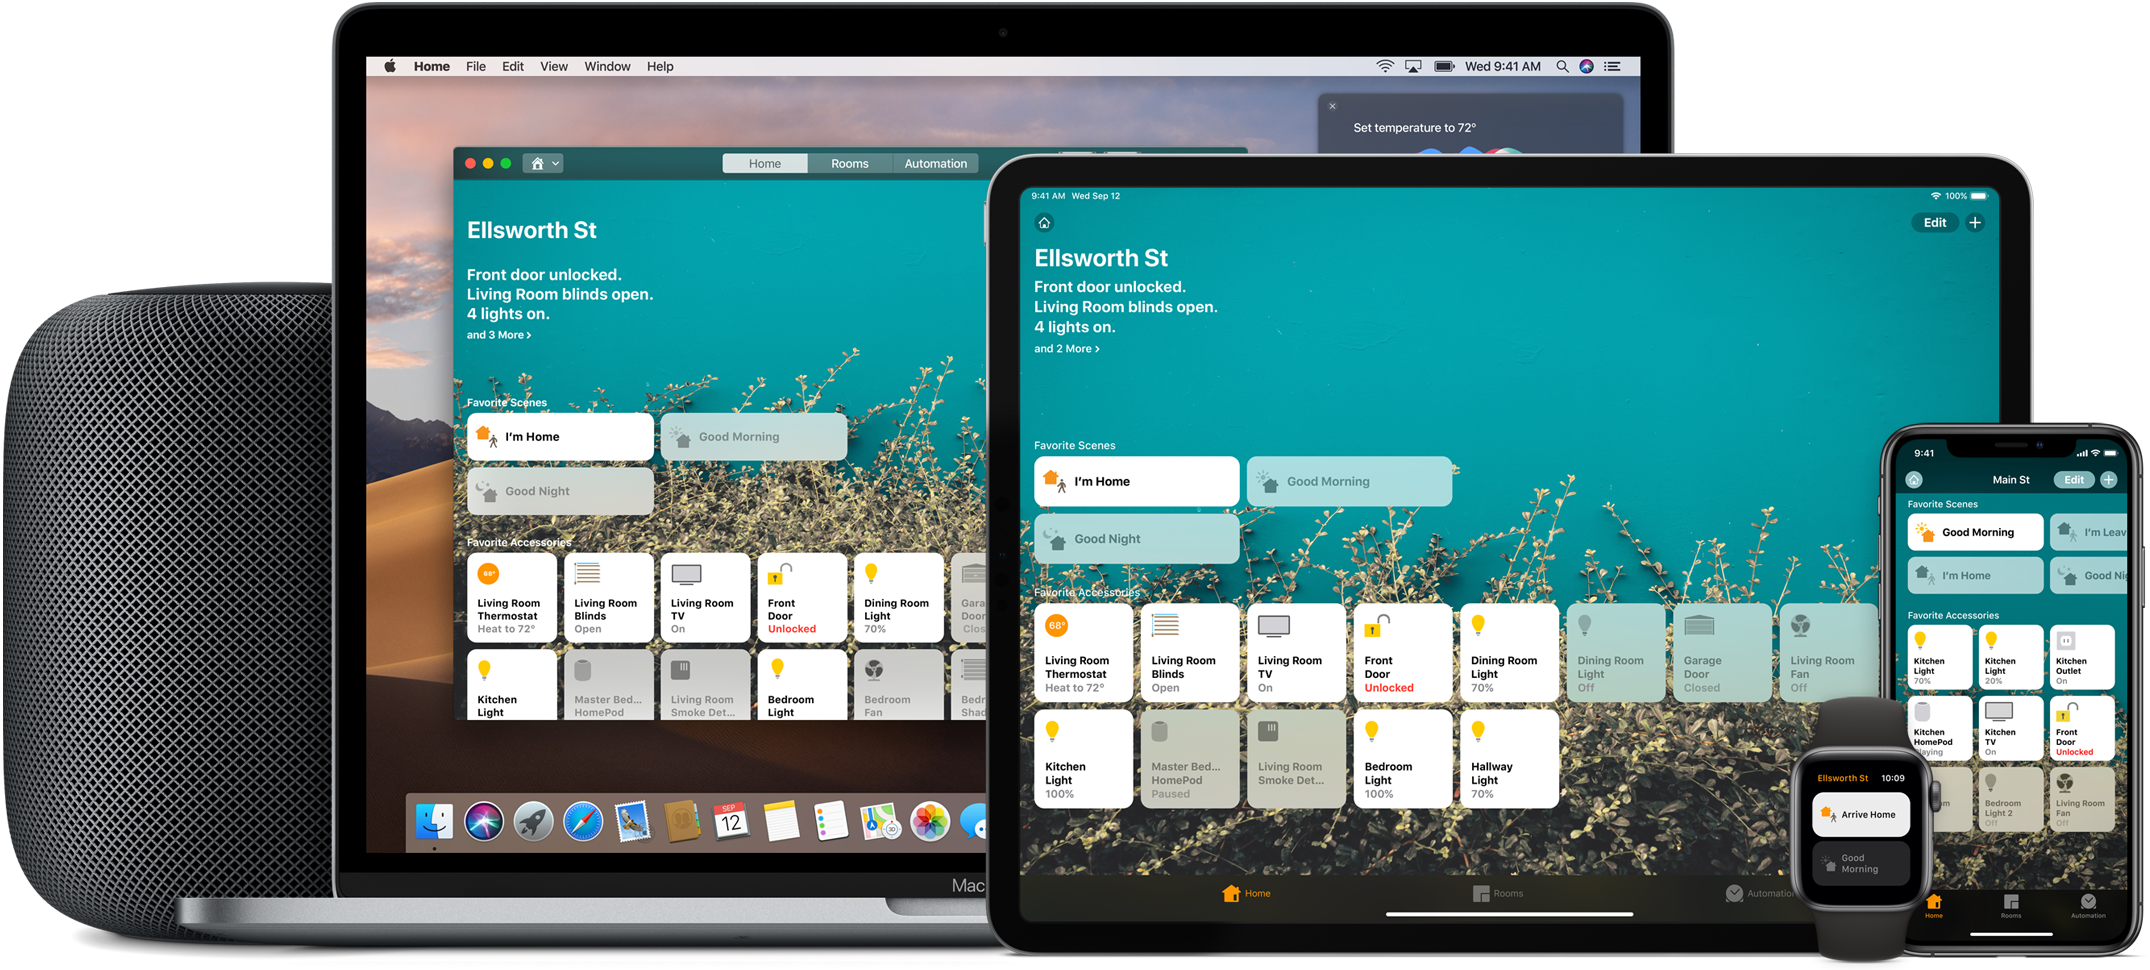 Home File Edit View Window Help
Wed 9:41 AM
Set temperature to 72°
Home Rooms Automation
Ellsworth St
Front door unlocked.
Living Room blinds open.
4 lights on.
and 3 More >
Favorite Scenes
I'm Home
Good Morning
Good Night
Favorite Accessories
68°
Living Room
Thermostat
Heat to 72°
Living Room
Blinds
Open
Living Room
TV
On
Front
Door
Unlocked
Dining Room
Light
70%
Door
Kitchen
Light
Master Bed...
HomePod
Living Room
Smoke Det...
Bedroom
Light
Bedroom
Fan
SEP
12
3D
Mac
9:41 AM Wed Sep 12
100%
Edit +
Ellsworth St
Front door unlocked.
Living Room blinds open.
4 lights on.
and 2 More >
Favorite Scenes
I'm Home
Good Morning
Good Night
Favorite Accessories
68°
Living Room
Thermostat
Heat to 72°
Living Room
Blinds
Open
Living Room
TV
On
Front
Door
Unlocked
Dining Room
Light
70%
Dining Room
Light
Off
Garage
Door
Closed
Living Room
Fan
Off
Kitchen
Light
100%
Master Bed...
HomePod
Paused
Living Room
Smoke Det...
Bedroom
Light
100%
Hallway
Light
70%
Home
Rooms
Automation
Ellsworth St 10:09
Arrive Home
Good
Morning
9:41
Main St
Edit +
Favorite Scenes
Good Morning
I'm Leav
I'm Home
Good Nig
Favorite Accessories
Kitchen
Light
70%
Kitchen
Light
20%
Kitchen
Outlet
On
Kitchen
HomePod
Playing
Kitchen
TV
On
Front
Door
Unlocked
Bedroom
Light 2
Off
Living Room
Fan
Off
Home
Rooms
Automation